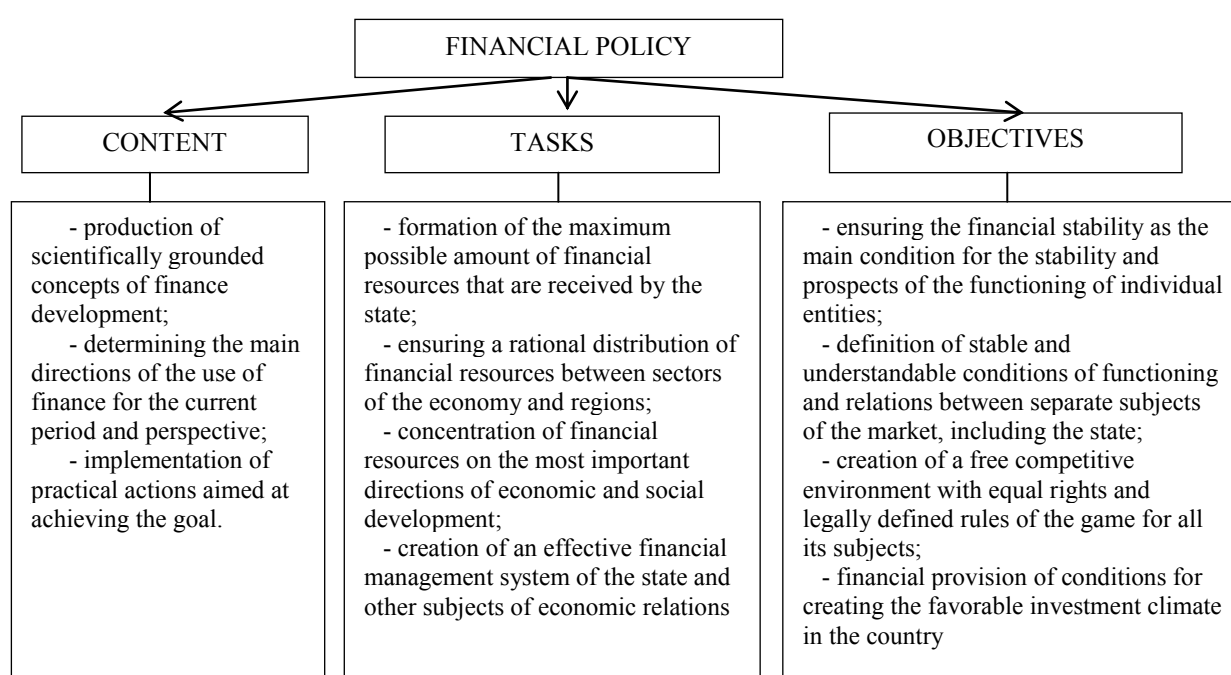 FINANCIAL POLICY
CONTENT
TASKS
OBJECTIVES
- production of
scientifically grounded
concepts of finance
development;
- determining the main
directions of the use of
finance for the current
period and perspective;
- implementation of
practical actions aimed at
achieving the goal.
- formation of the maximum
possible amount of financial
resources that are received by the
state;
- ensuring a rational distribution of
financial resources between sectors
of the economy and regions;
- concentration of financial
resources on the most important
directions of economic and social
development;
- creation of an effective financial
management system of the state and
other subjects of economic relations
- ensuring the financial stability as the
main condition for the stability and
prospects of the functioning of individual
entities;
- definition of stable and
understandable conditions of functioning
and relations between separate subjects
of the market, including the state;
- creation of a free competitive
environment with equal rights and
legally defined rules of the game for all
its subjects;
- financial provision of conditions for
creating the favorable investment climate
in the country